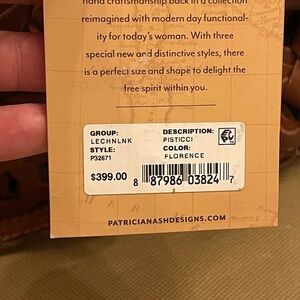 hand craftsmanship back in a collection
reimagined with modern day functional-
ity for today's woman. With three
special new and distinctive styles, there
is a perfect size and shape to delight the
free spirit within you.
GROUP:
LECHNLNK
STYLE:
P32671
DESCRIPTION:
PISTICCI
COLOR:
FLORENCE
$399.00
8 87986 03824 7
PATRICIANASHDESIGNS.COM